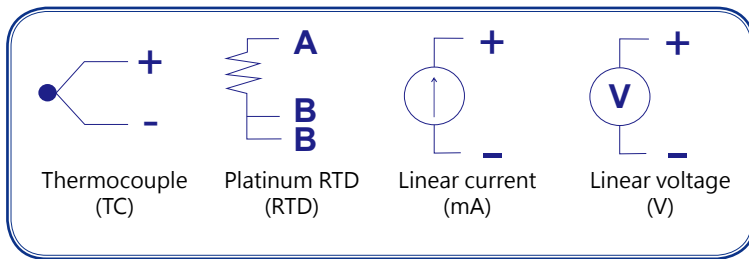 + A + +
V
- B
B - -
Thermocouple Platinum RTD Linear current Linear voltage
(TC) (RTD) (mA) (V)